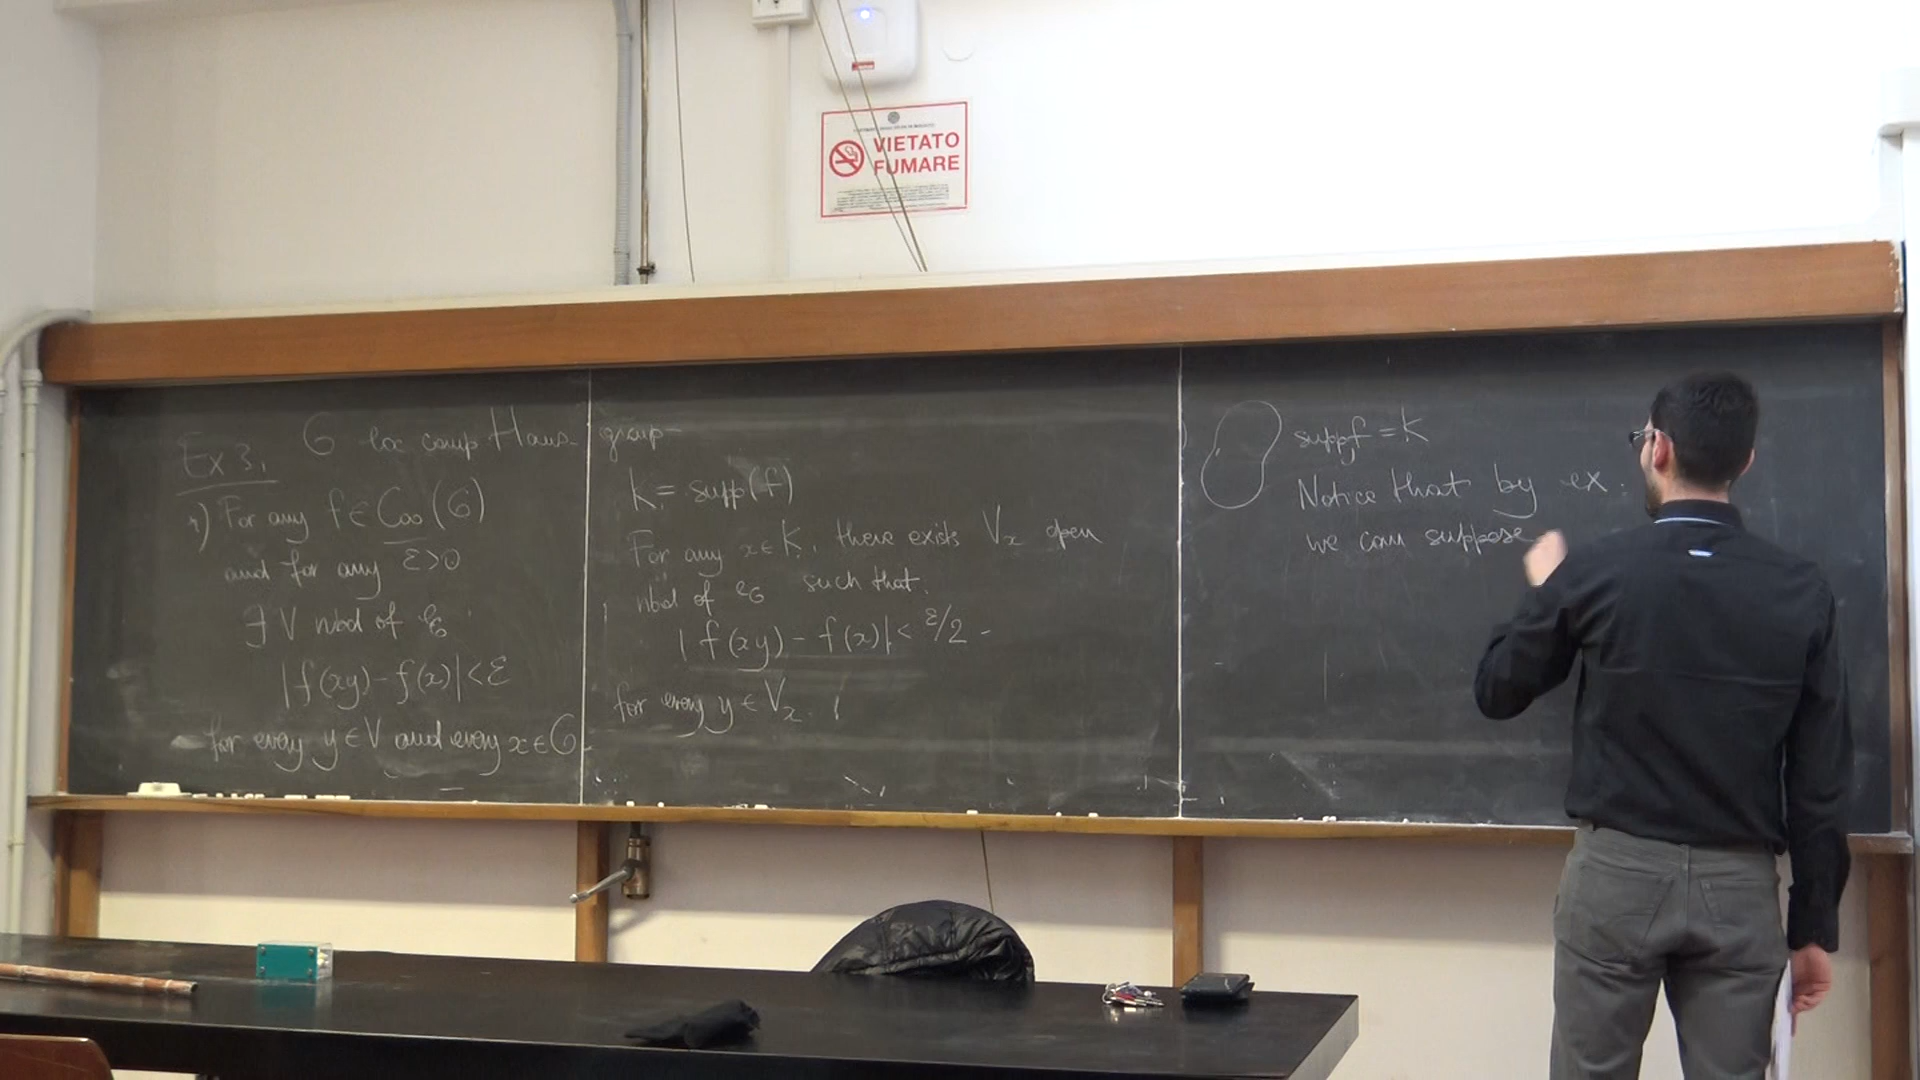 VIETATO
FUMARE
Ex 3. G loc comp Haus- group-
1) For any f ∈ C₀₀(G)
and for any ε>0
∃ V nbd of e_G
|f(xy) - f(x)| < ε
for every y ∈ V and every x ∈ G
K = supp(f)
For any x ∈ K, there exists V_x open
nbd of e_G such that:
|f(xy) - f(x)| < ε/2 -
for every y ∈ V_x.
suppf = K
Notice that by ex.
we can suppose